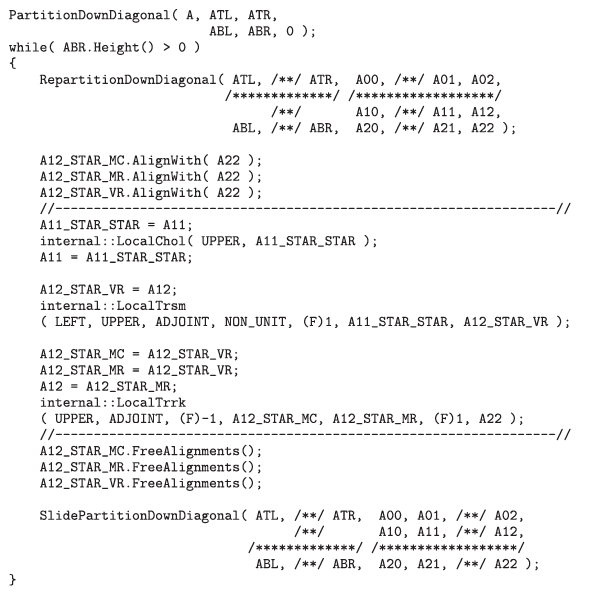 PartitionDownDiagonal( A, ATL, ATR,
ABL, ABR, 0 );
while( ABR.Height() > 0 )
{
RepartitionDownDiagonal( ATL, /**/ ATR, A00, /**/ A01, A02,
/*************/ /******************/
/**/ A10, /**/ A11, A12,
ABL, /**/ ABR, A20, /**/ A21, A22 );
A12_STAR_MC.AlignWith( A22 );
A12_STAR_MR.AlignWith( A22 );
A12_STAR_VR.AlignWith( A22 );
//----------------------------------------------------------------//
A11_STAR_STAR = A11;
internal::LocalChol( UPPER, A11_STAR_STAR );
A11 = A11_STAR_STAR;
A12_STAR_VR = A12;
internal::LocalTrsm
( LEFT, UPPER, ADJOINT, NON_UNIT, (F)1, A11_STAR_STAR, A12_STAR_VR );
A12_STAR_MC = A12_STAR_VR;
A12_STAR_MR = A12_STAR_VR;
A12 = A12_STAR_MR;
internal::LocalTrrk
( UPPER, ADJOINT, (F)-1, A12_STAR_MC, A12_STAR_MR, (F)1, A22 );
//----------------------------------------------------------------//
A12_STAR_MC.FreeAlignments();
A12_STAR_MR.FreeAlignments();
A12_STAR_VR.FreeAlignments();
SlidePartitionDownDiagonal( ATL, /**/ ATR, A00, A01, /**/ A02,
/**/ A10, A11, /**/ A12,
/*************/ /******************/
ABL, /**/ ABR, A20, A21, /**/ A22 );
}